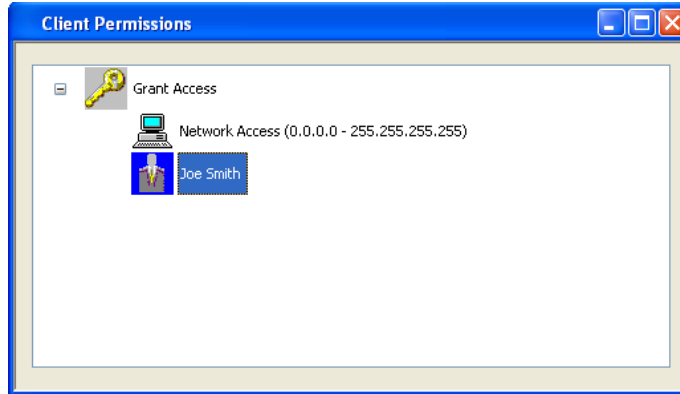 Client Permissions
Grant Access
Network Access (0.0.0.0 - 255.255.255.255)
Joe Smith